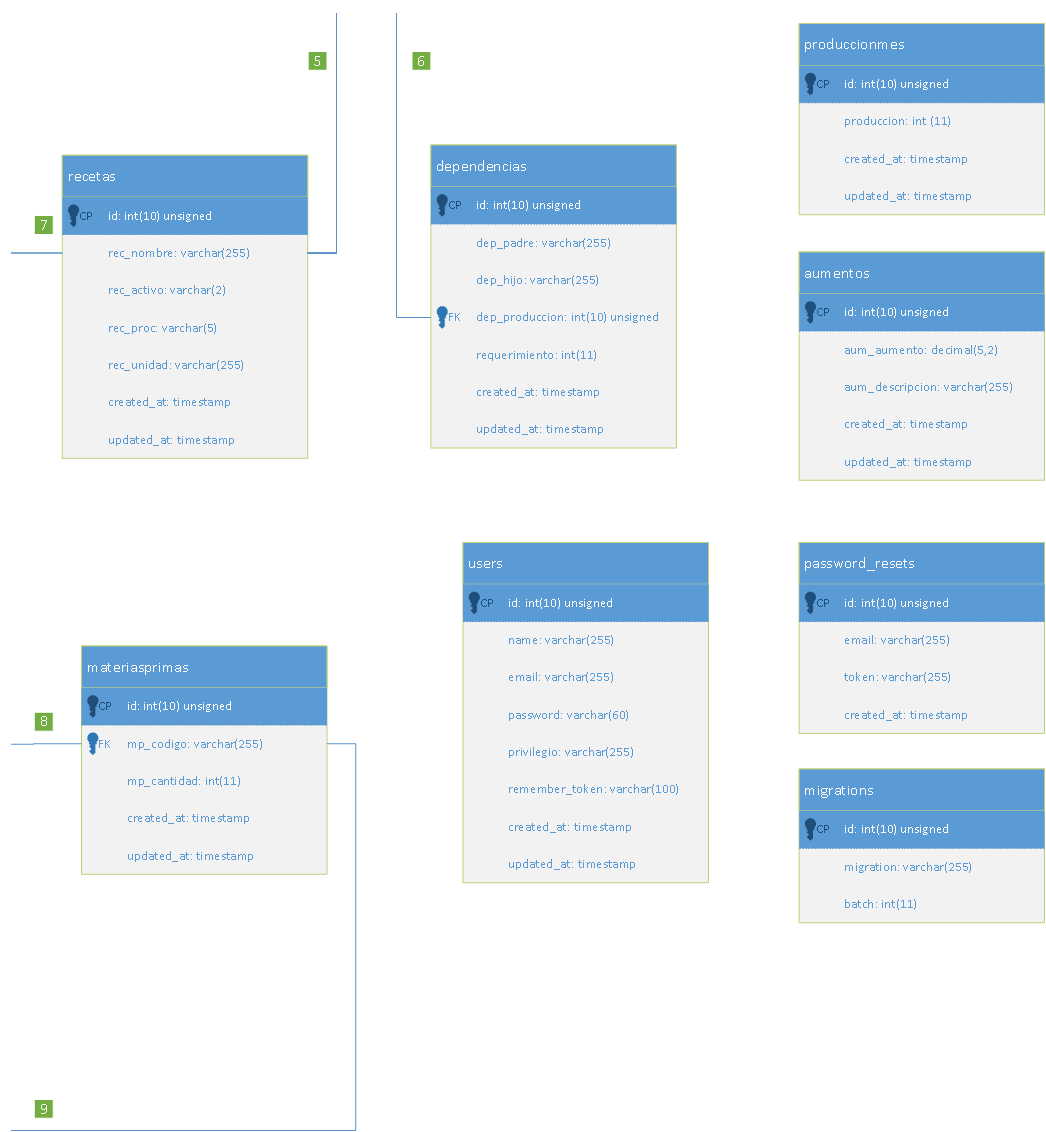 5
6
7
recetas
CP id: int(10) unsigned
rec_nombre: varchar(255)
rec_activo: varchar(2)
rec_proc: varchar(5)
rec_unidad: varchar(255)
created_at: timestamp
updated_at: timestamp
dependencias
CP id: int(10) unsigned
dep_padre: varchar(255)
dep_hijo: varchar(255)
FK dep_produccion: int(10) unsigned
requerimiento: int(11)
created_at: timestamp
updated_at: timestamp
produccionmes
CP id: int(10) unsigned
produccion: int (11)
created_at: timestamp
updated_at: timestamp
aumentos
CP id: int(10) unsigned
aum_aumento: decimal(5,2)
aum_descripcion: varchar(255)
created_at: timestamp
updated_at: timestamp
8
materiasprimas
CP id: int(10) unsigned
FK mp_codigo: varchar(255)
mp_cantidad: int(11)
created_at: timestamp
updated_at: timestamp
9
users
CP id: int(10) unsigned
name: varchar(255)
email: varchar(255)
password: varchar(60)
privilegio: varchar(255)
remember_token: varchar(100)
created_at: timestamp
updated_at: timestamp
password_resets
CP id: int(10) unsigned
email: varchar(255)
token: varchar(255)
created_at: timestamp
migrations
CP id: int(10) unsigned
migration: varchar(255)
batch: int(11)